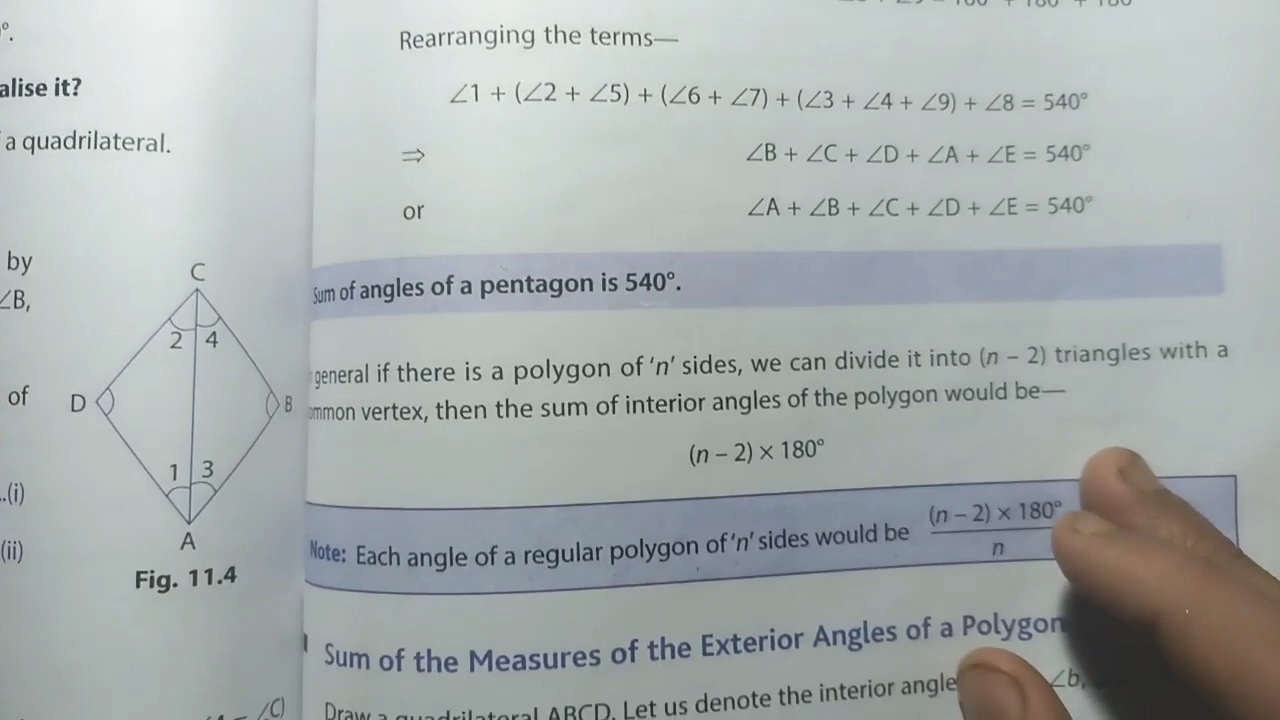 °.
alise it?
a quadrilateral.
by
∠B,
of
..(i)
(ii)
C
2 4
D
B
1 3
A
Fig. 11.4
∠C)
Rearranging the terms—
∠1 + (∠2 + ∠5) + (∠6 + ∠7) + (∠3 + ∠4 + ∠9) + ∠8 = 540°
⇒ ∠B + ∠C + ∠D + ∠A + ∠E = 540°
or ∠A + ∠B + ∠C + ∠D + ∠E = 540°
Sum of angles of a pentagon is 540°.
general if there is a polygon of 'n' sides, we can divide it into (n – 2) triangles with a
ommon vertex, then the sum of interior angles of the polygon would be—
(n – 2) × 180°
Note: Each angle of a regular polygon of 'n' sides would be (n – 2) × 180° / n
Sum of the Measures of the Exterior Angles of a Polygon
Draw a quadrilateral ABCD. Let us denote the interior angle ∠b,